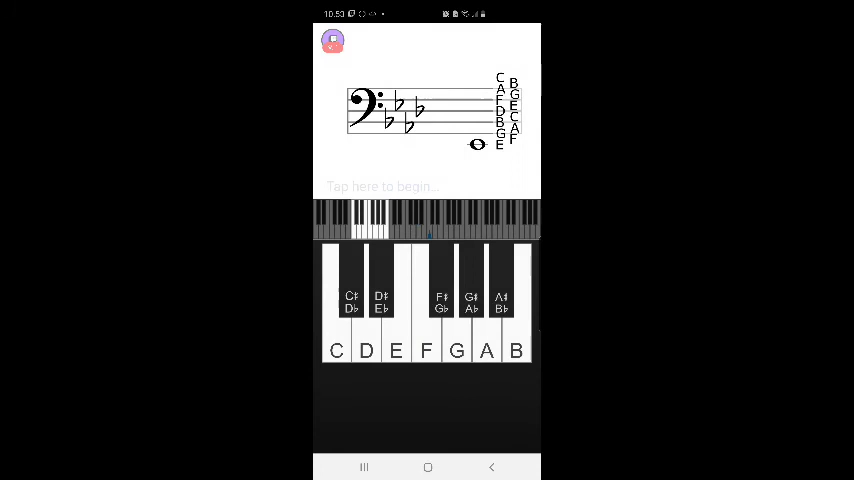 10.53
C
B
A
G
F
E
D
C
B
A
G
F
E
Tap here to begin...
C♯ D♯ F♯ G♯ A♯
D♭ E♭ G♭ A♭ B♭
C D E F G A B